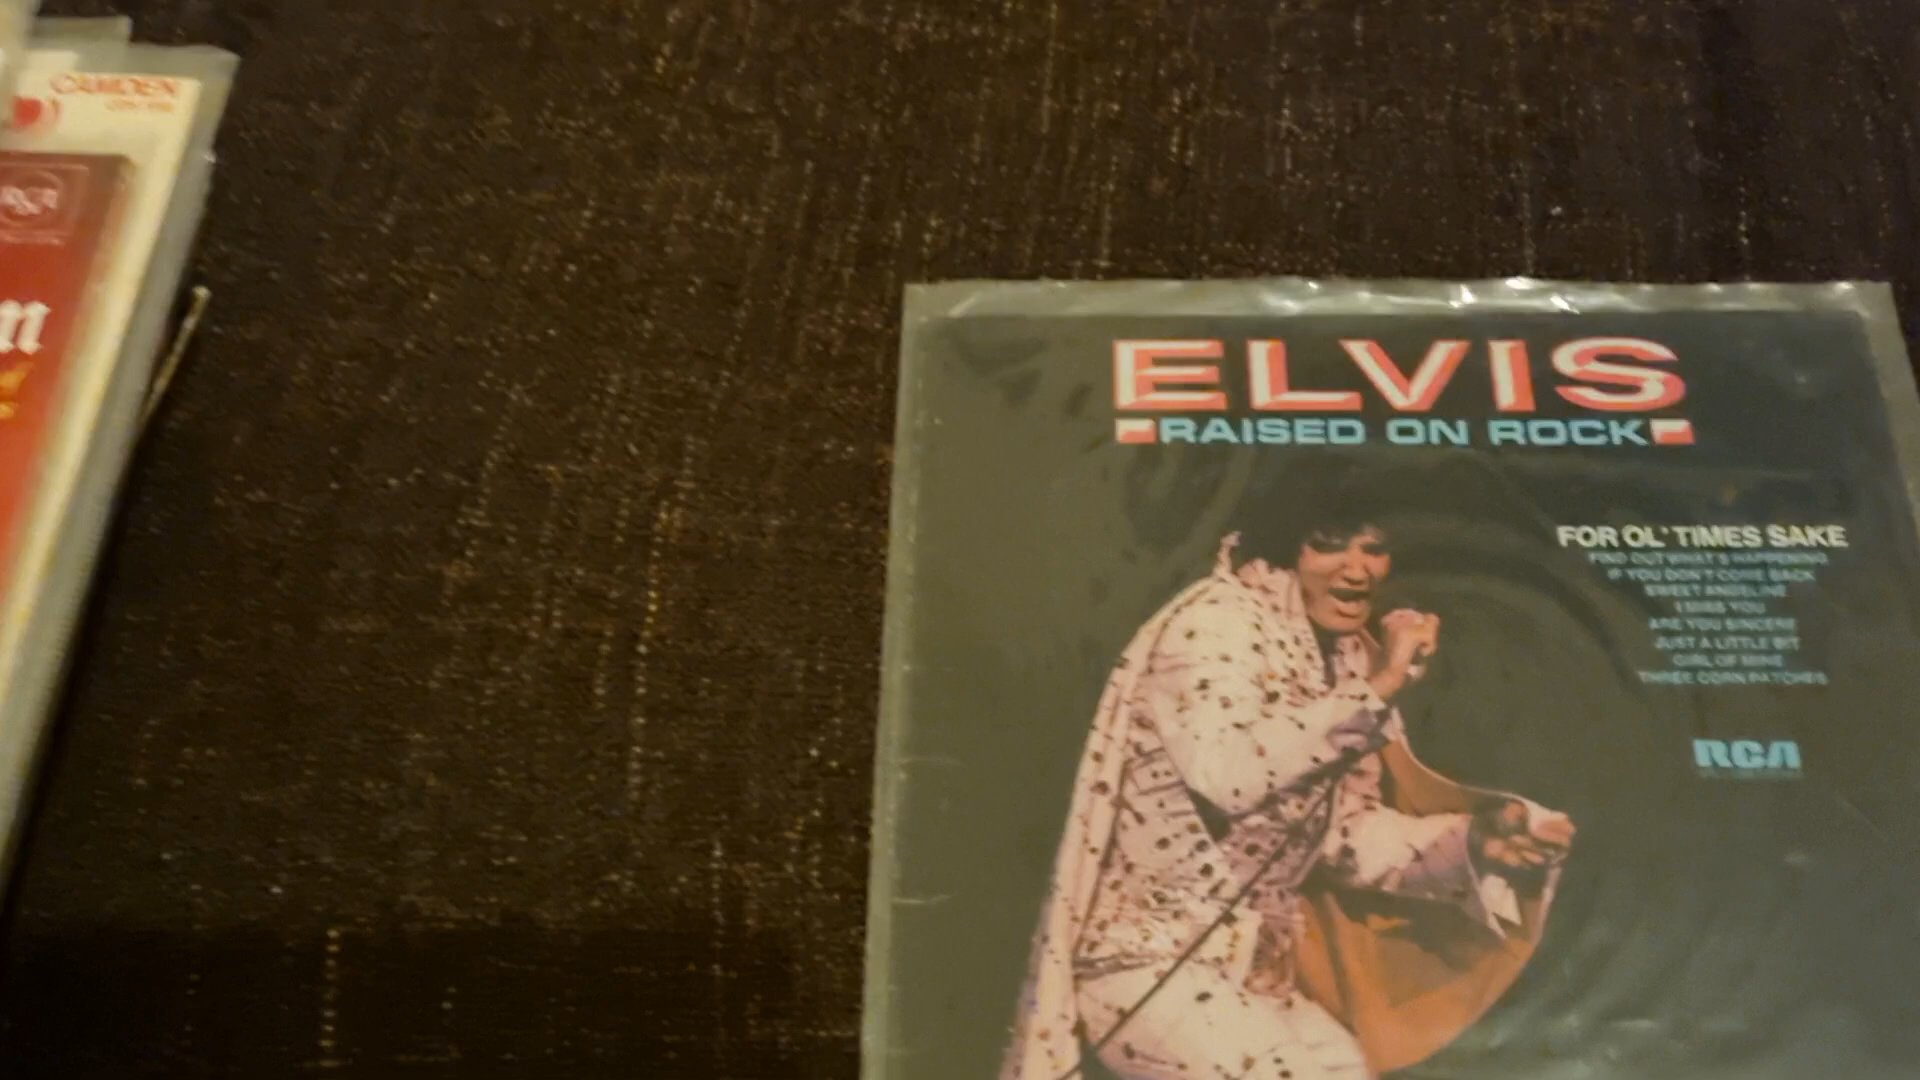 CAMDEN
RCA
n
ELVIS
RAISED ON ROCK
FOR OL' TIMES SAKE
FIND OUT WHAT'S HAPPENING
IF YOU DON'T COME BACK
SWEET ANGELINE
I MISS YOU
ARE YOU SINCERE
JUST A LITTLE BIT
GIRL OF MINE
THREE CORN PATCHES
RCA